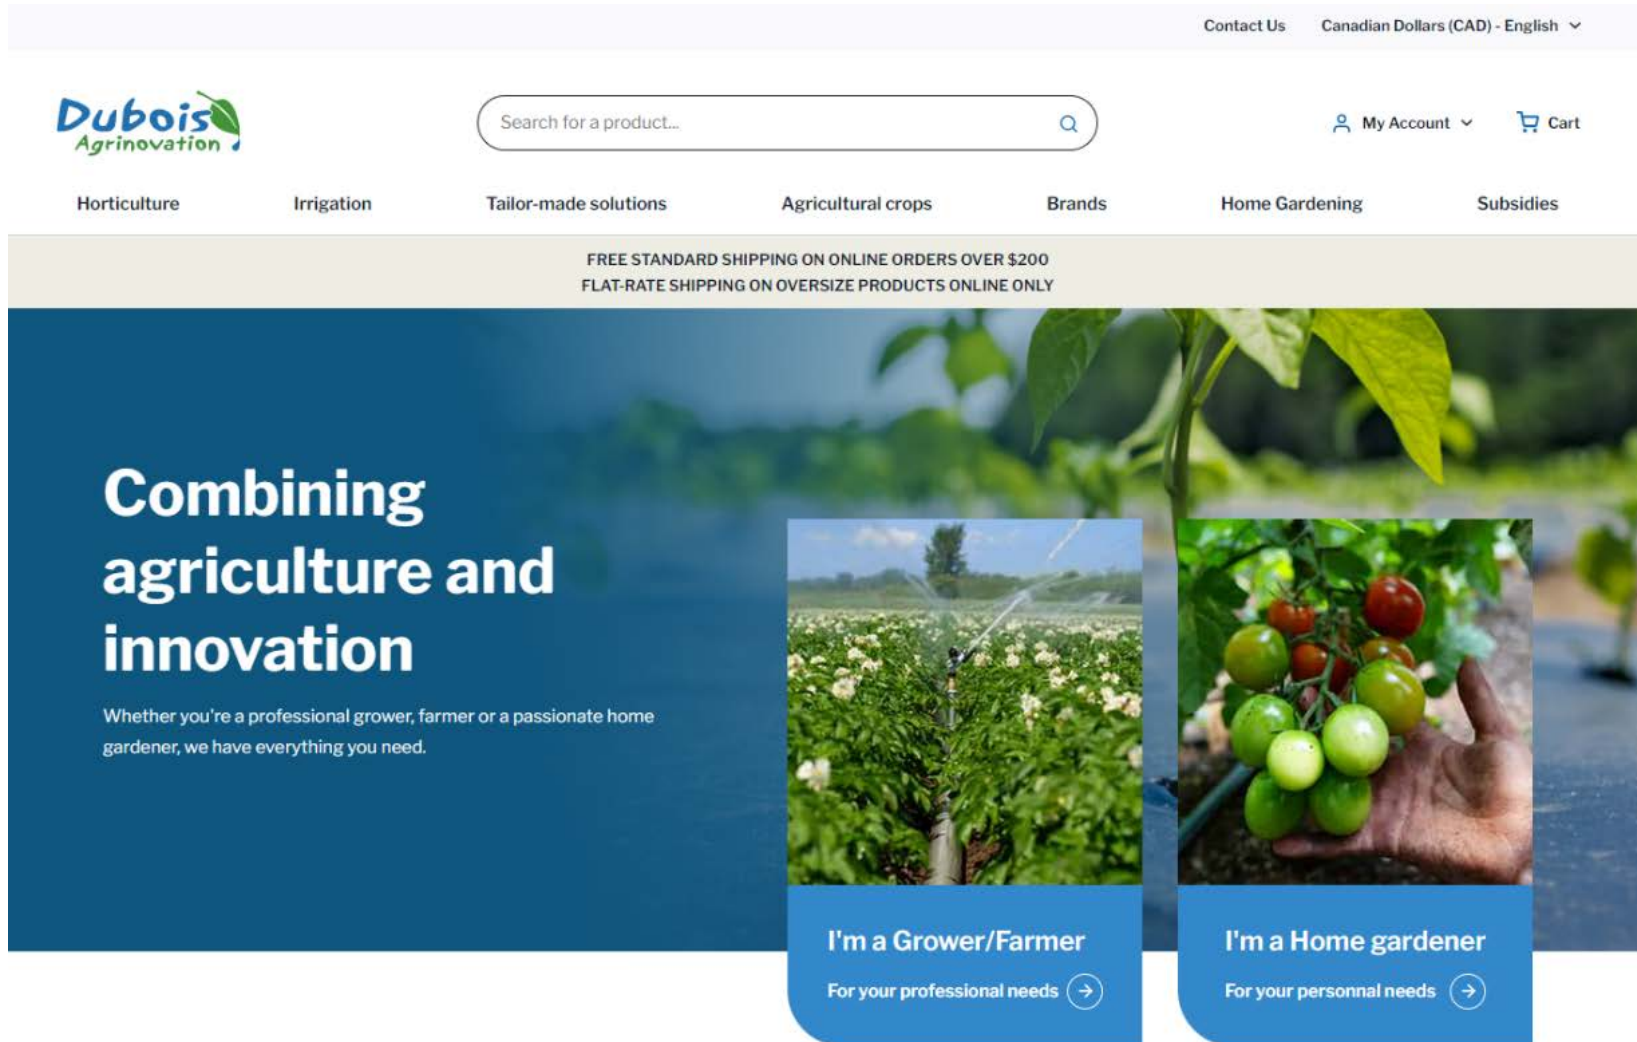 Contact Us
Canadian Dollars (CAD) - English
Dubois
Agrinovation
Search for a product...
My Account
Cart
Horticulture
Irrigation
Tailor-made solutions
Agricultural crops
Brands
Home Gardening
Subsidies
FREE STANDARD SHIPPING ON ONLINE ORDERS OVER $200
FLAT-RATE SHIPPING ON OVERSIZE PRODUCTS ONLINE ONLY
Combining
agriculture and
innovation
Whether you're a professional grower, farmer or a passionate home
gardener, we have everything you need.
I'm a Grower/Farmer
For your professional needs
I'm a Home gardener
For your personnal needs